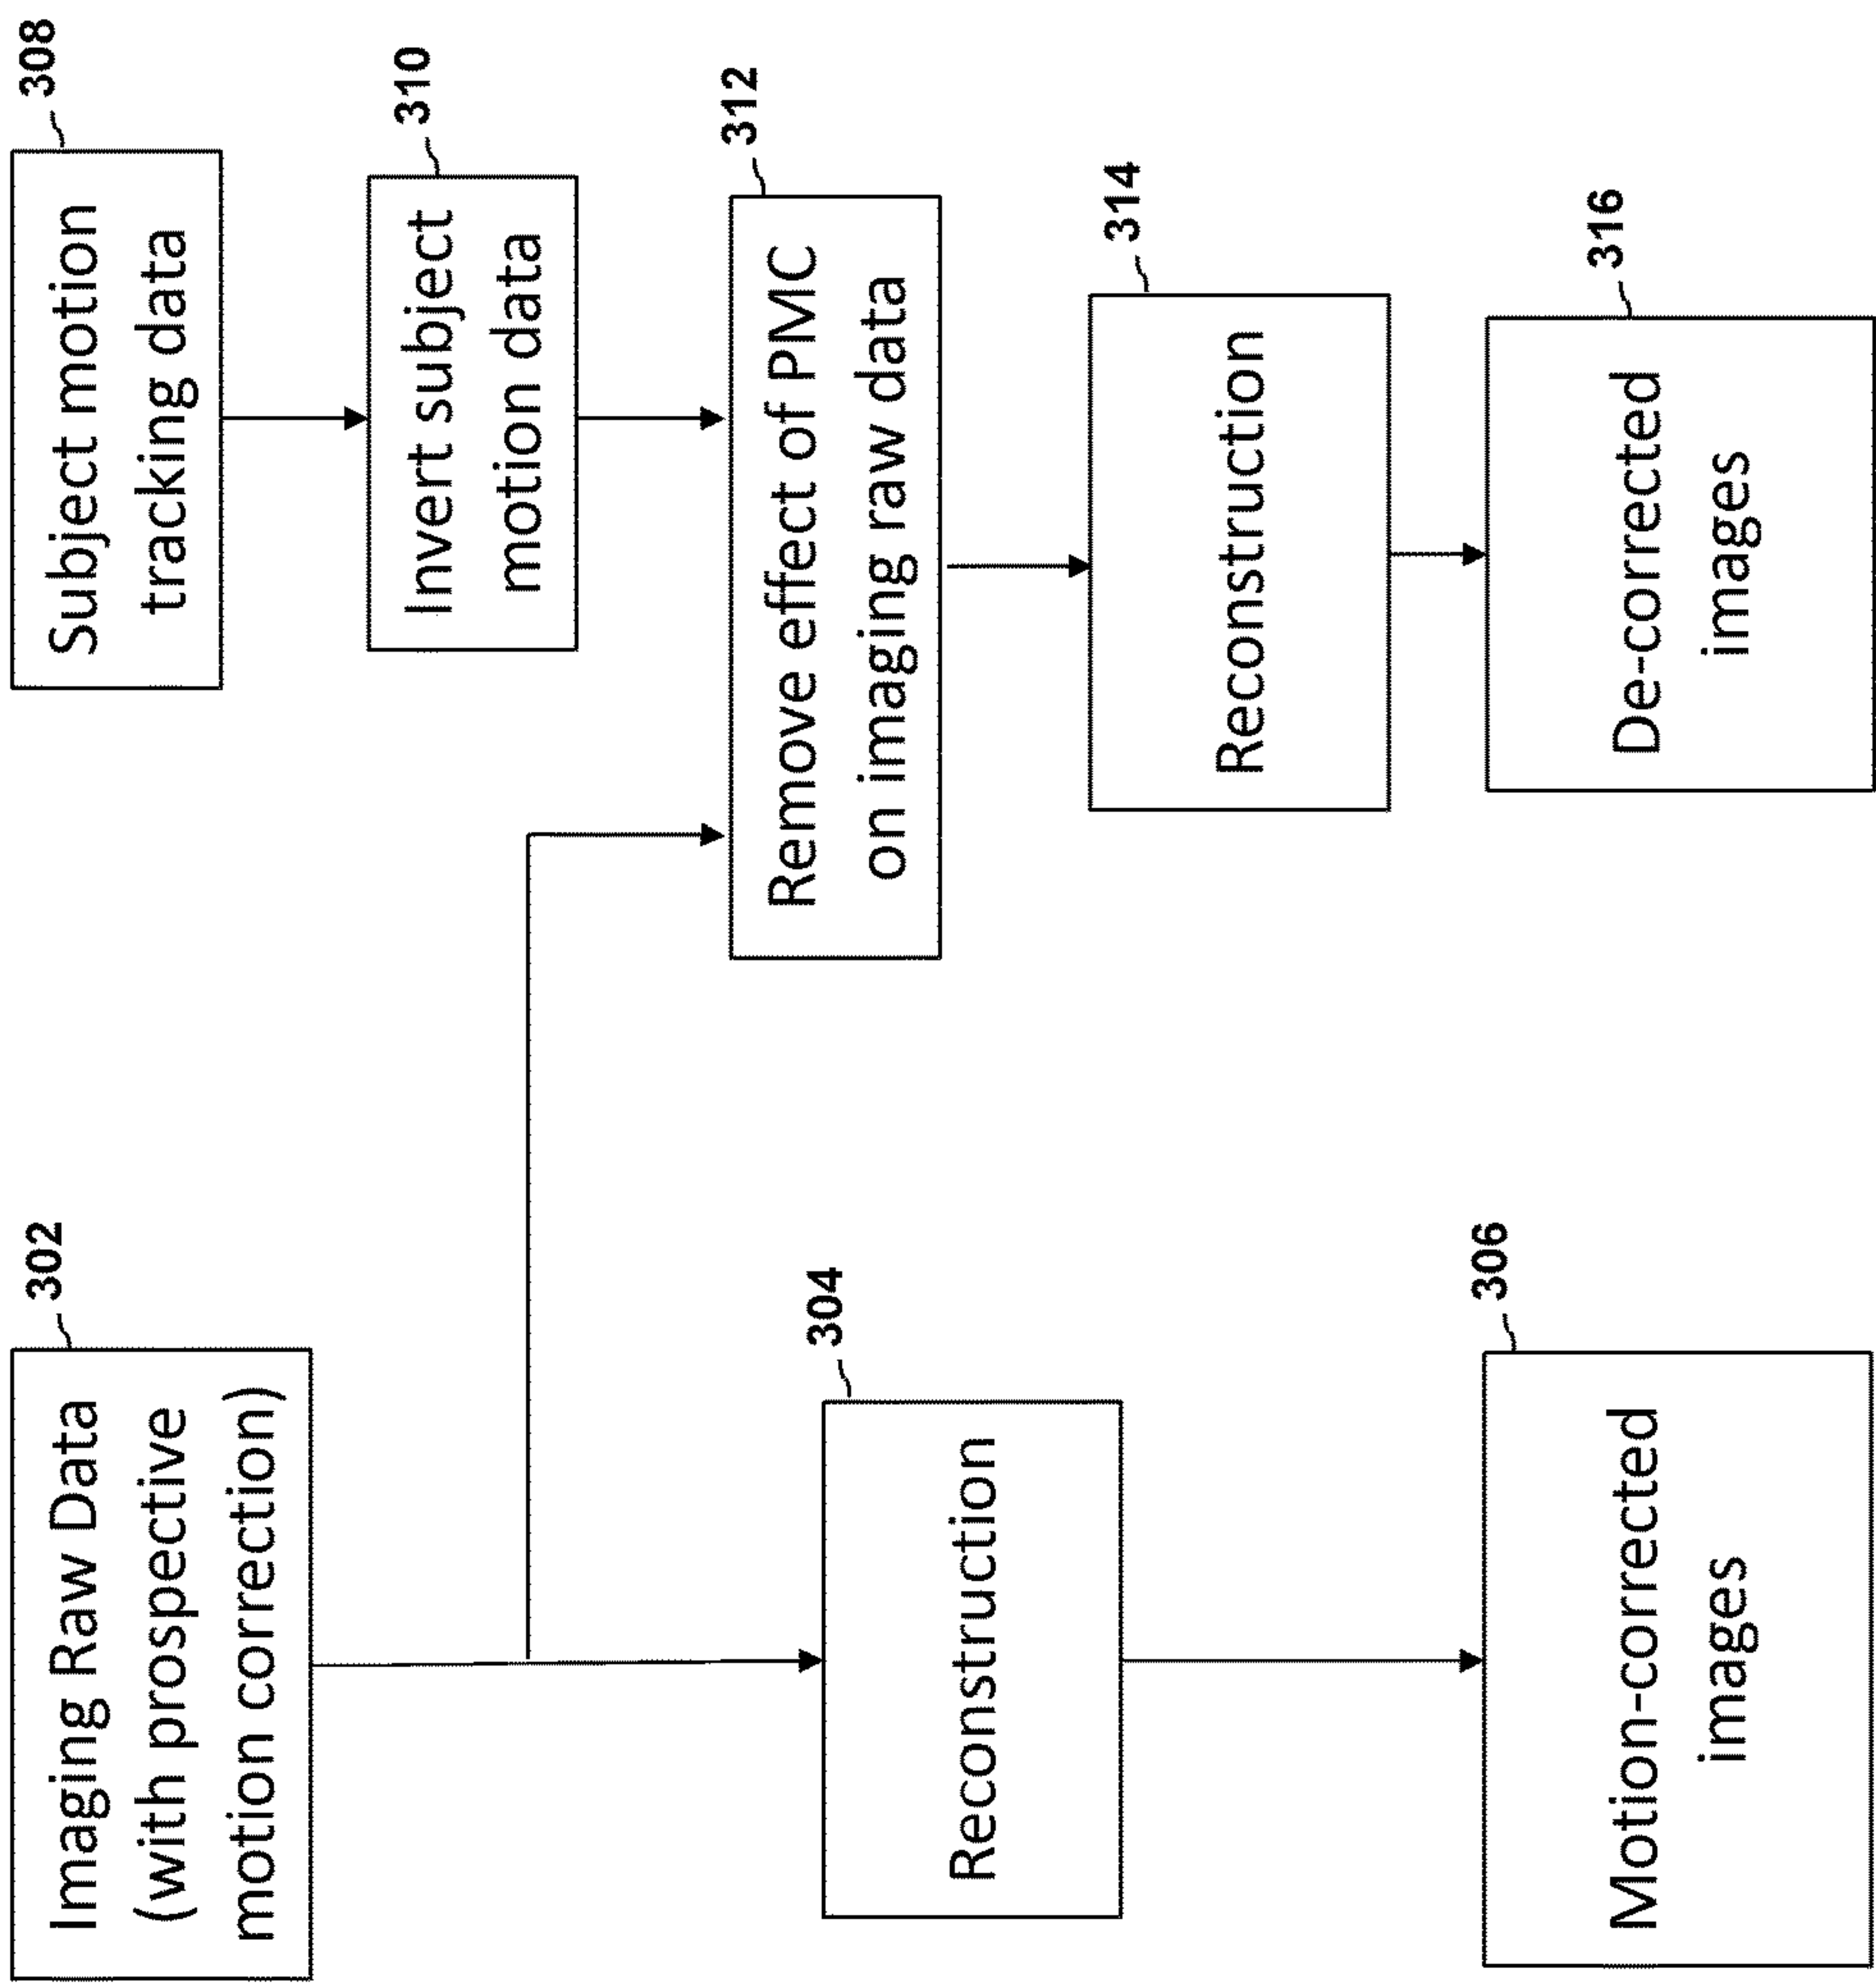 Imaging Raw Data
(with prospective
motion correction)
302
Reconstruction
304
Motion-corrected
images
306
Subject motion
tracking data
308
Invert subject
motion data
310
Remove effect of PMC
on imaging raw data
312
Reconstruction
314
De-corrected
images
316